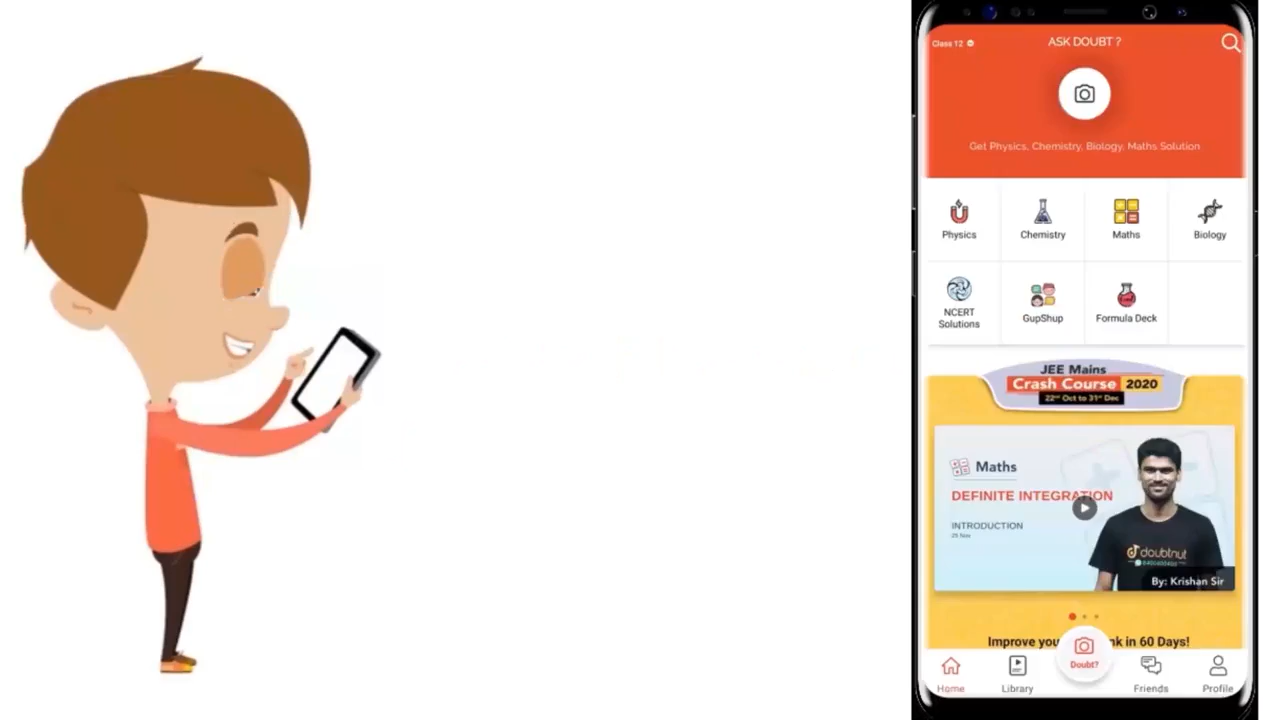 Class 12
ASK DOUBT ?
Get Physics, Chemistry, Biology, Maths Solution
Physics
Chemistry
Maths
Biology
NCERT
Solutions
GupShup
Formula Deck
JEE Mains
Crash Course 2020
22nd Oct to 31st Dec
Maths
DEFINITE INTEGRATION
INTRODUCTION
doubtnut
By: Krishan Sir
Improve you nk in 60 Days!
Doubt?
Home
Library
Friends
Profile